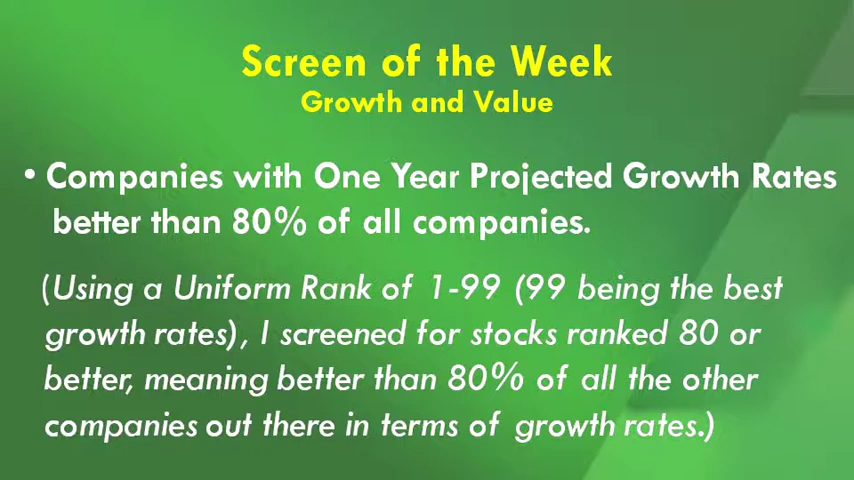 Screen of the Week
Growth and Value
• Companies with One Year Projected Growth Rates
better than 80% of all companies.
(Using a Uniform Rank of 1-99 (99 being the best
growth rates), I screened for stocks ranked 80 or
better, meaning better than 80% of all the other
companies out there in terms of growth rates.)